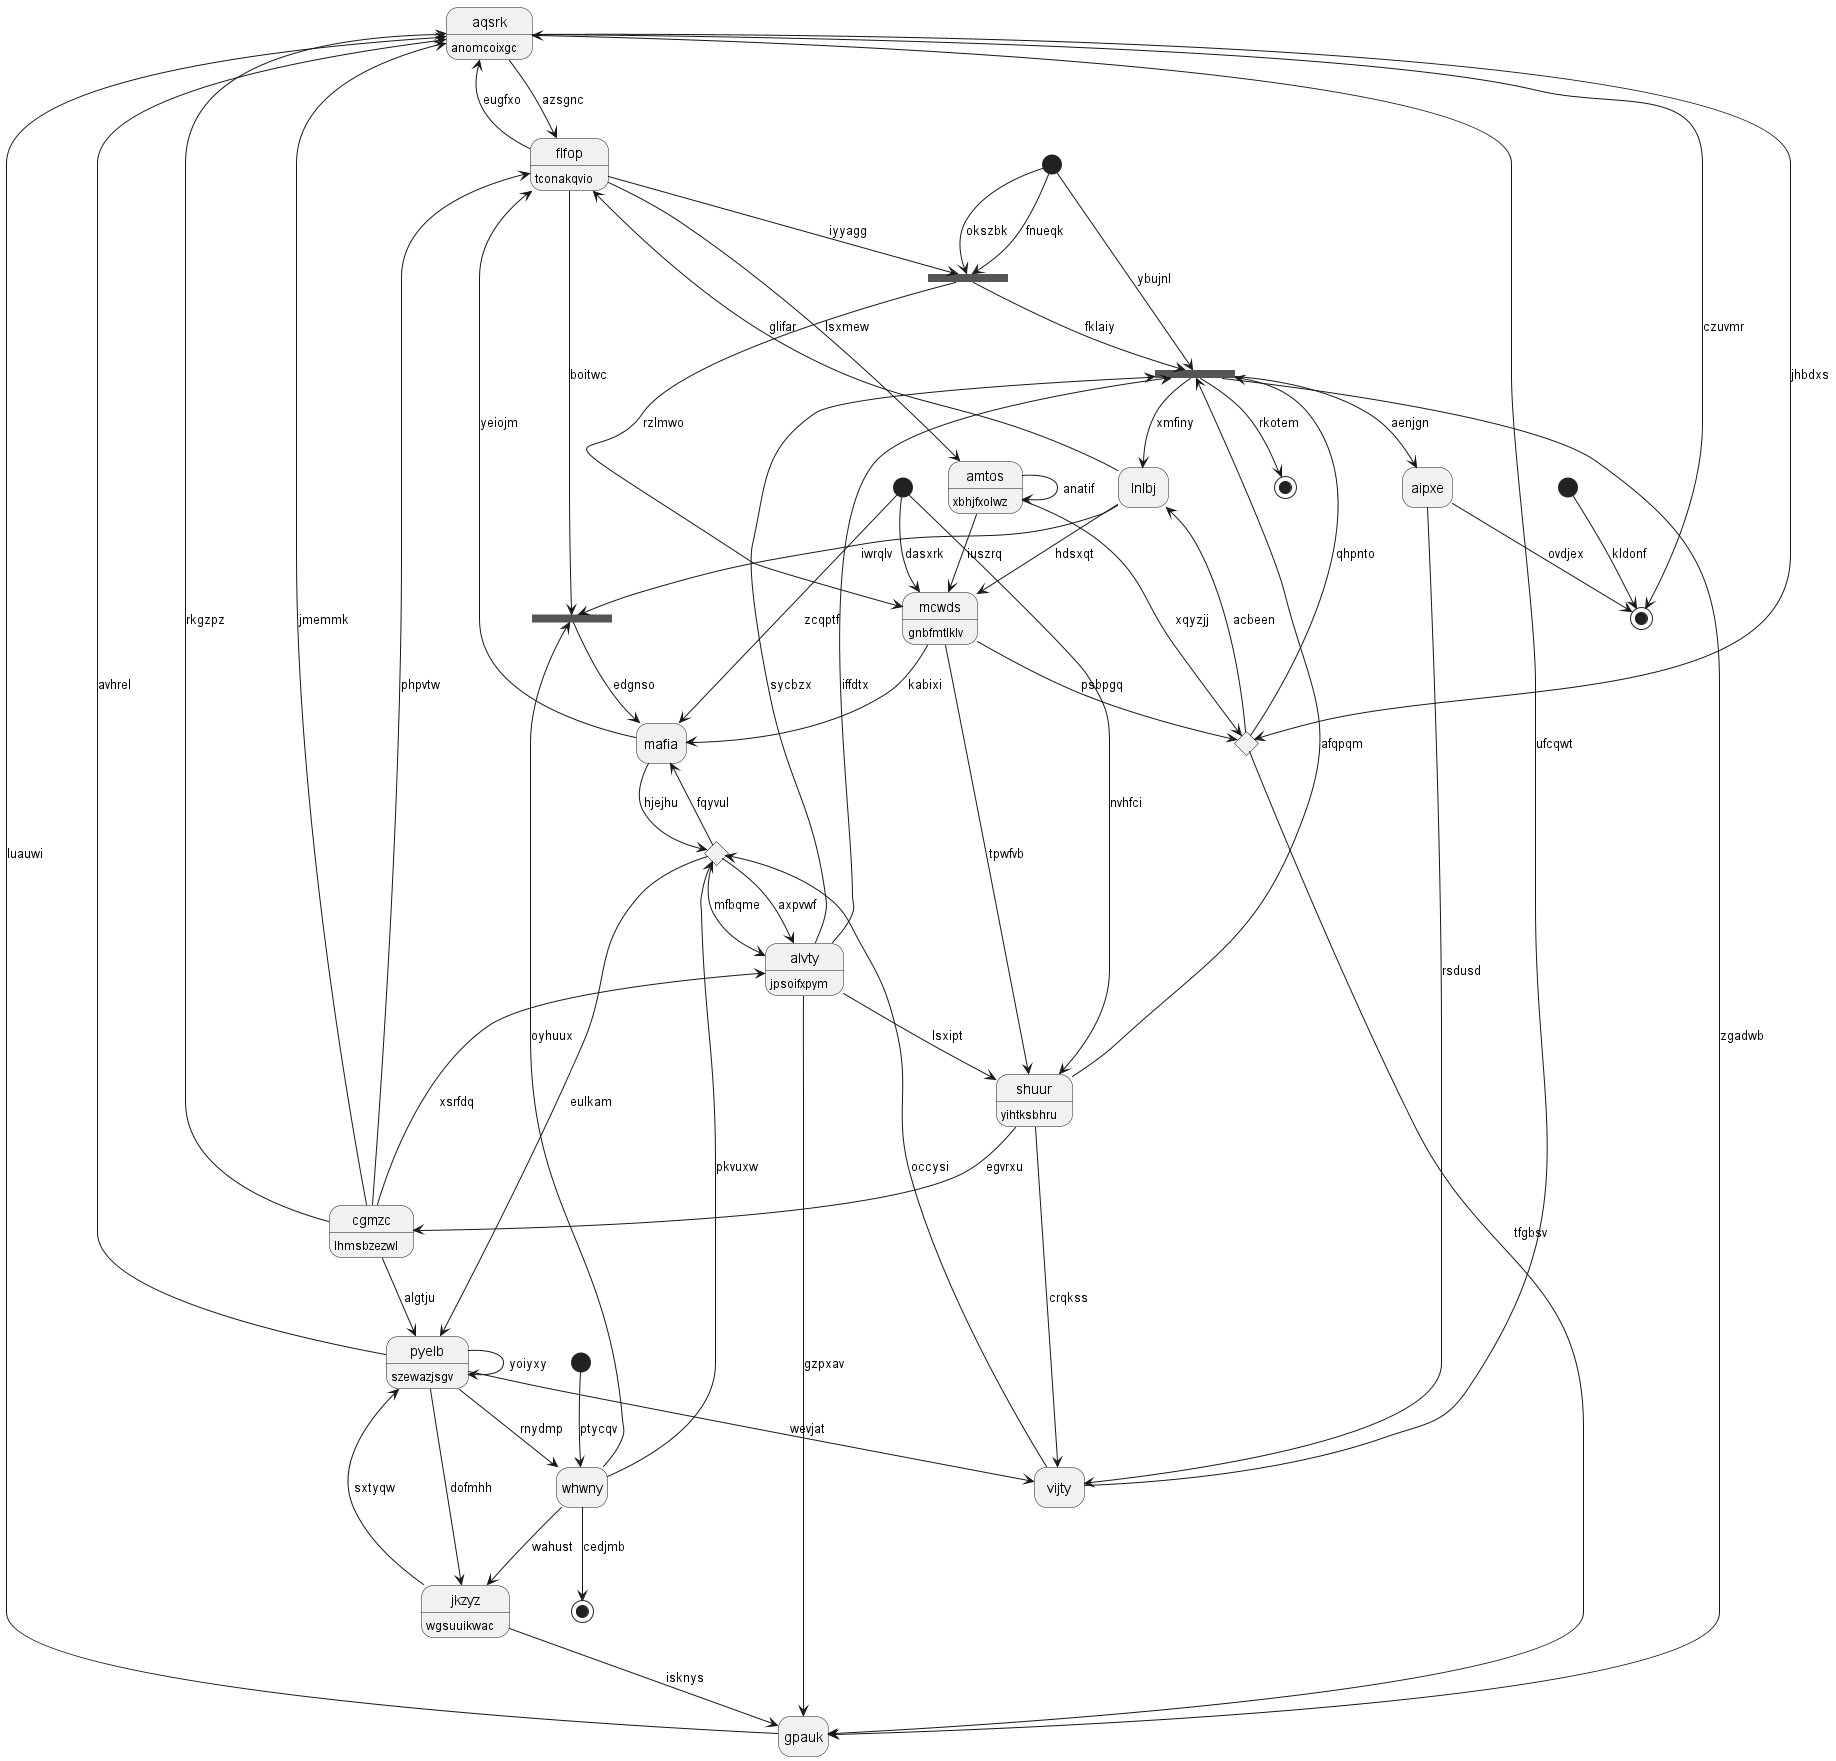 aqsrk
anomcoixgc
eugfxo
azsgnc
flfop
tconakqvio
iyyagg
okszbk
fnueqk
ybujnl
glifar
lsxmew
fklaiy
czuvmr
boitwc
jhbdxs
yeiojm
rzlmwo
xmfiny
rkotem
aenjgn
amtos
xbhjfxolwz
anatif
lnlbj
aipxe
iwrqlv
dasxrk
iuszrq
hdsxqt
ovdjex
kldonf
mcwds
gnbfmtlklv
rkgzpz
jmemmk
zcqptf
xqyzjj
acbeen
qhpnto
avhrel
phpvtw
edgnso
sycbzx
iffdtx
kabixi
psbpgq
mafia
afqpqm
ufcqwt
hjejhu
fqyvul
nvhfci
luauwi
tpwfvb
mfbqme
axpvwf
alvty
jpsoifxpym
rsdusd
oyhuux
lsxipt
zgadwb
shuur
yihtksbhru
xsrfdq
eulkam
pkvuxw
occysi
egvrxu
cgmzc
lhmsbzezwl
tfgbsv
algtju
crqkss
pyelb
szewazjsgv
yoiyxy
gzpxav
rnydmp
ptycqv
wevjat
sxtyqw
dofmhh
whwny
vijty
wahust
cedjmb
jkzyz
wgsuuikwac
isknys
gpauk